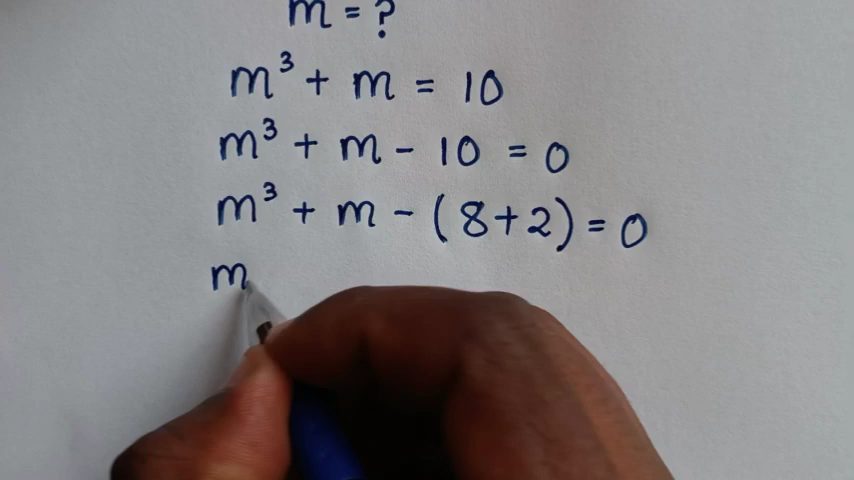 m = ?
m³ + m = 10
m³ + m - 10 = 0
m³ + m - (8+2) = 0
m